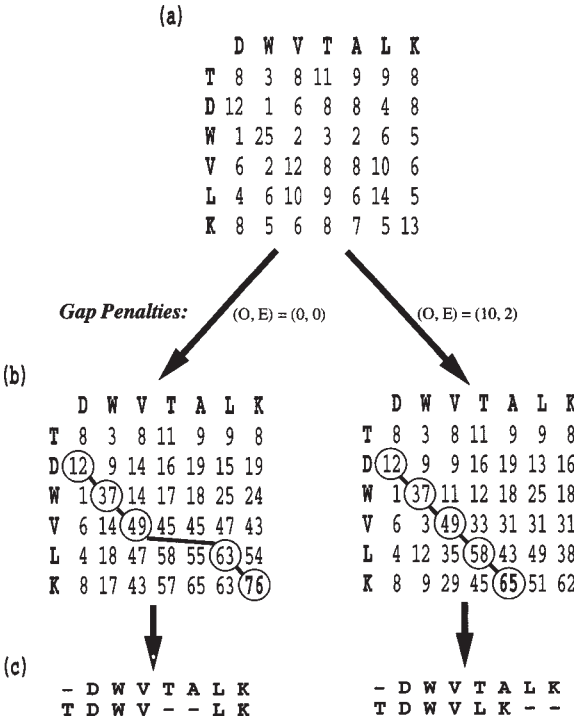 (a)
D W V T A L K
T 8 3 8 11 9 9 8
D 12 1 6 8 8 4 8
W 1 25 2 3 2 6 5
V 6 2 12 8 8 10 6
L 4 6 10 9 6 14 5
K 8 5 6 8 7 5 13
Gap Penalties: (O, E) = (0, 0) (O, E) = (10, 2)
(b)
D W V T A L K
T 8 3 8 11 9 9 8
D 12 9 14 16 19 15 19
W 1 37 14 17 18 25 24
V 6 14 49 45 45 47 43
L 4 18 47 58 55 63 54
K 8 17 43 57 65 63 76
D W V T A L K
T 8 3 8 11 9 9 8
D 12 9 9 16 19 13 16
W 1 37 11 12 18 25 18
V 6 3 49 33 31 31 31
L 4 12 35 58 43 49 38
K 8 9 29 45 65 51 62
(c)
- D W V T A L K
T D W V - - L K
- D W V T A L K
T D W V L K - -